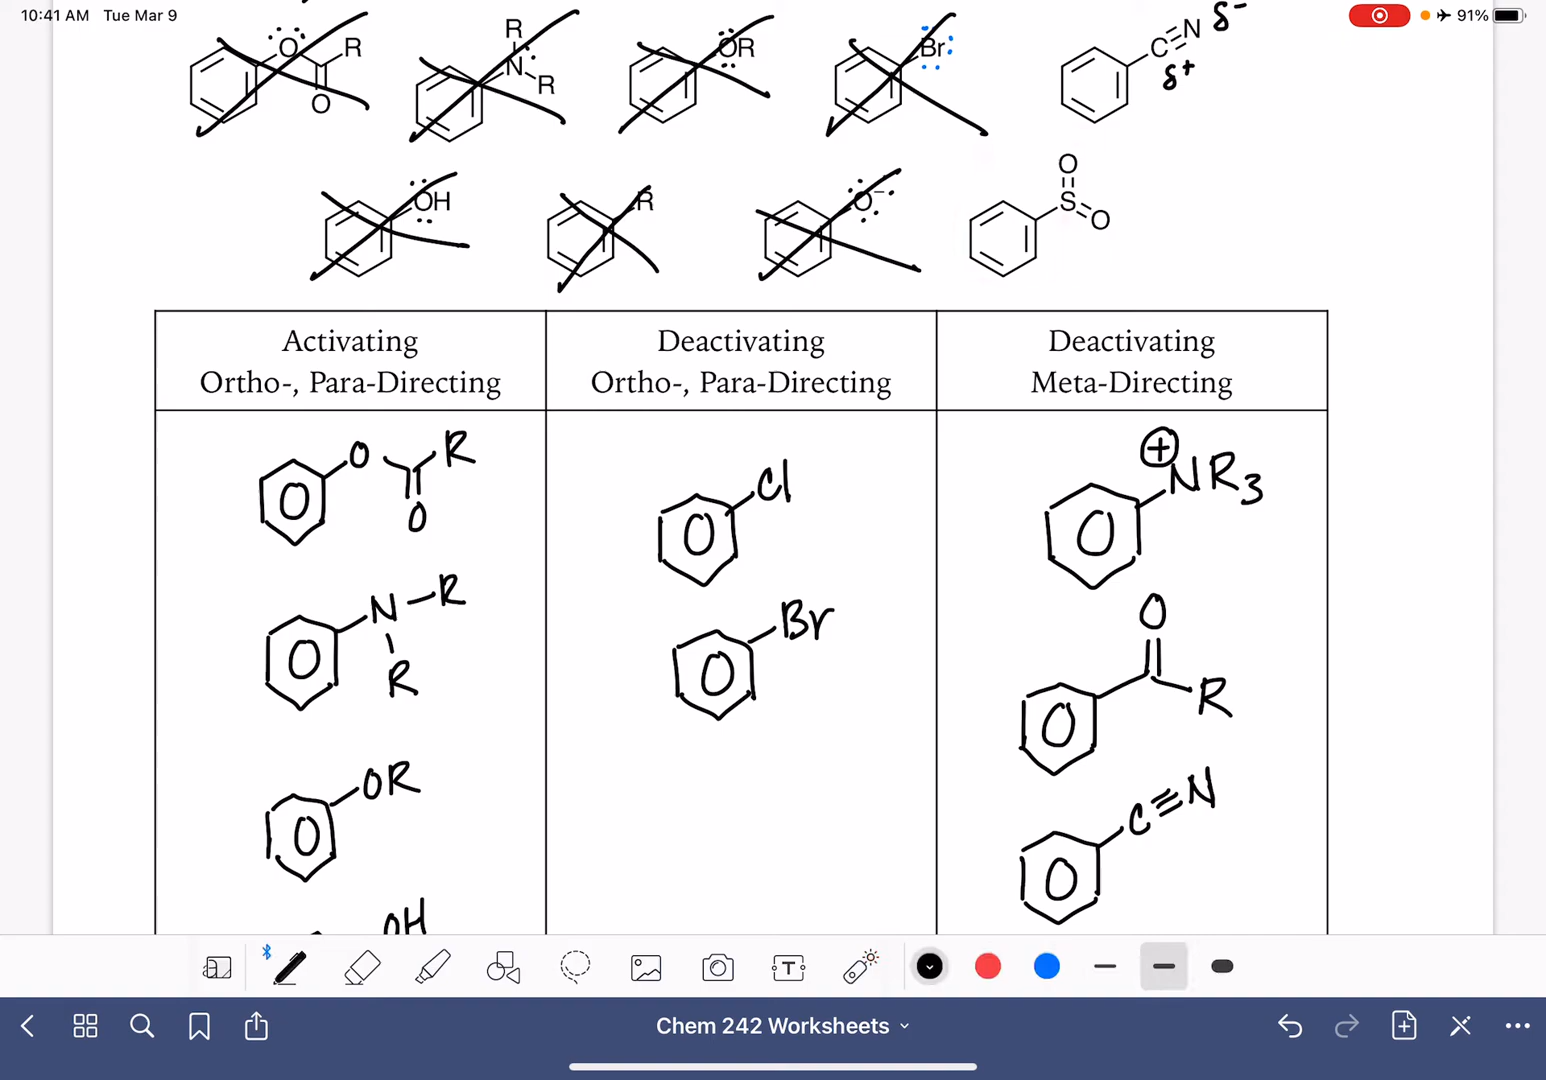 10:41 AM Tue Mar 9
91%
O R
O
R
N R
OR
Br
C≡N δ-
δ+
OH
R
O−
O
S
O
Activating
Ortho-, Para-Directing
Deactivating
Ortho-, Para-Directing
Deactivating
Meta-Directing
O R
O
N-R
R
OR
OH
Cl
Br
+
NR3
O
R
C≡N
T
Chem 242 Worksheets